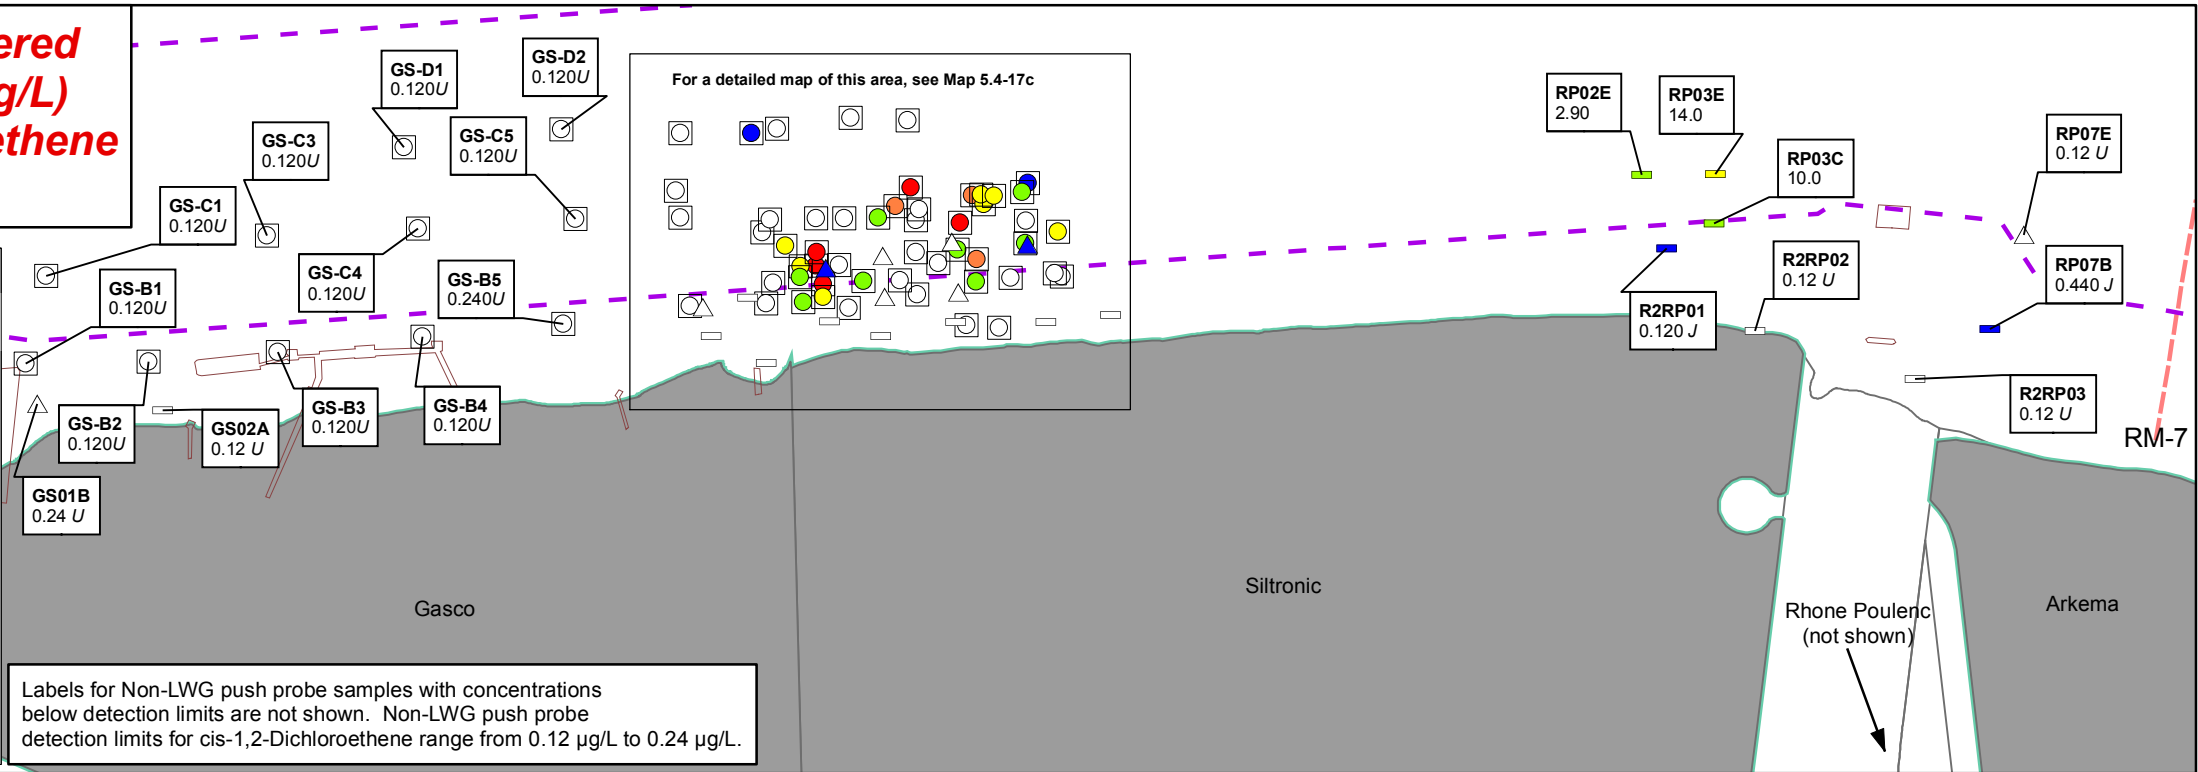 ered
g/L)
ethene
GS-D1
0.120U
GS-D2
0.120U
For a detailed map of this area, see Map 5.4-17c
RP02E
2.90
RP03E
14.0
GS-C3
0.120U
GS-C5
0.120U
RP03C
10.0
RP07E
0.12 U
GS-C1
0.120U
GS-B1
0.120U
GS-C4
0.120U
GS-B5
0.240U
R2RP01
0.120 J
R2RP02
0.12 U
RP07B
0.440 J
GS-B2
0.120U
GS02A
0.12 U
GS-B3
0.120U
GS-B4
0.120U
R2RP03
0.12 U
RM-7
GS01B
0.24 U
Gasco
Siltronic
Rhone Poulenc
(not shown)
Arkema
Labels for Non-LWG push probe samples with concentrations
below detection limits are not shown.  Non-LWG push probe
detection limits for cis-1,2-Dichloroethene range from 0.12 µg/L to 0.24 µg/L.